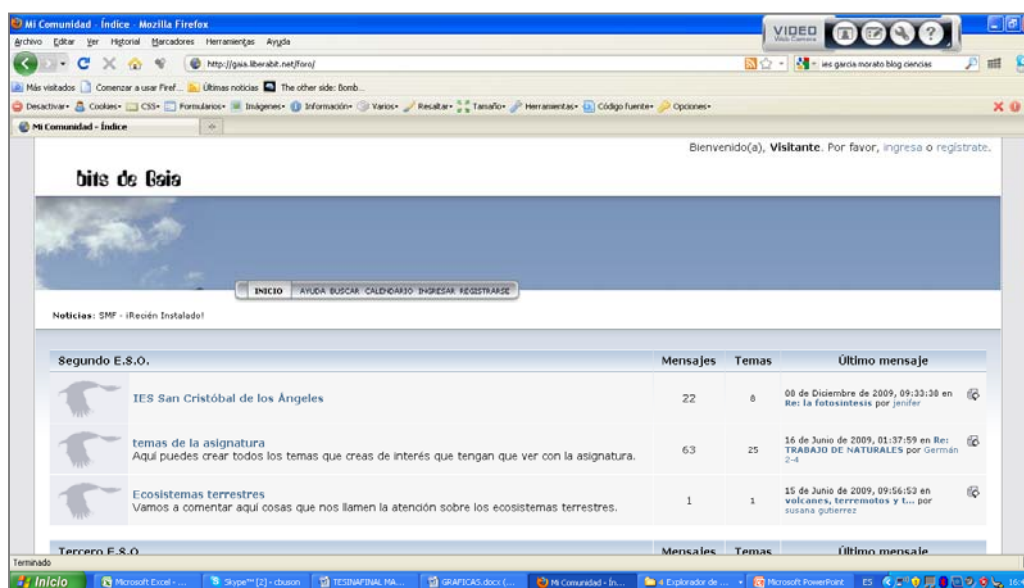 Mi Comunidad - Índice - Mozilla Firefox
VIDEO
Web Camera
Archivo Editar Ver Historial Marcadores Herramientas Ayuda
http://gaia.liberabit.net/foro/
ies garcia morato blog ciencias
Más visitados Comenzar a usar Firef... Últimas noticias The other side: Bomb...
Desactivar Cookies CSS Formularios Imágenes Información Varios Resaltar Tamaño Herramientas Código fuente Opciones
Mi Comunidad - Índice
Bienvenido(a), Visitante. Por favor, ingresa o regístrate.
bits de Gaia
INICIO AYUDA BUSCAR CALENDARIO INGRESAR REGISTRARSE
Noticias: SMF - ¡Recién Instalado!
Segundo E.S.O. Mensajes Temas Último mensaje
IES San Cristóbal de los Ángeles 22 8
08 de Diciembre de 2009, 09:33:38 en
Re: la fotosintesis por jenifer
temas de la asignatura
Aquí puedes crear todos los temas que creas de interés que tengan que ver con la asignatura. 63 25
16 de Junio de 2009, 01:37:59 en Re:
TRABAJO DE NATURALES por Germán
2-4
Ecosistemas terrestres
Vamos a comentar aquí cosas que nos llamen la atención sobre los ecosistemas terrestres. 1 1
15 de Junio de 2009, 09:56:53 en
volcanes, terremotos y t... por
susana gutierrez
Tercero E.S.O. Mensajes Temas Último mensaje
Terminado
Inicio Microsoft Excel - ... Skype™ [2] - cbuson TESINAFINAL MA... GRAFICAS.docx (... Mi Comunidad - Ín... 4 Explorador de ... Microsoft PowerPoint ES